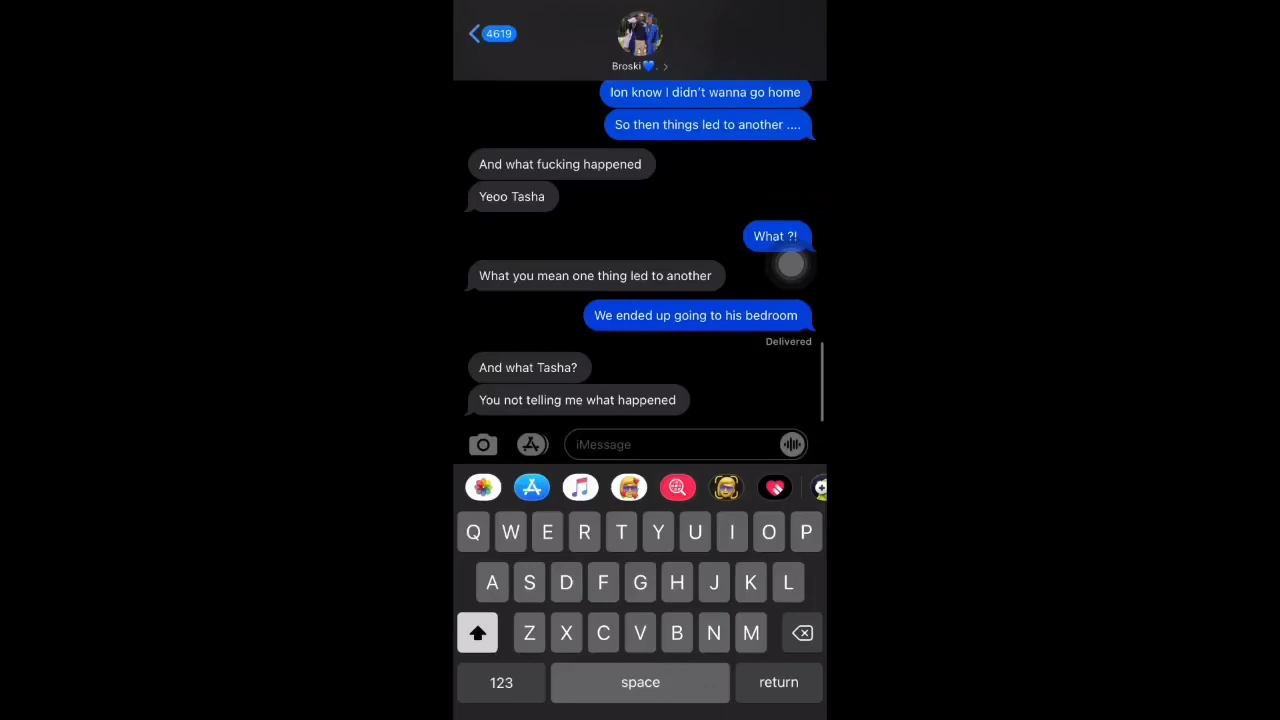 4619
Broski💙. >
Ion know I didn't wanna go home
So then things led to another ....
And what fucking happened
Yeoo Tasha
What ?!
What you mean one thing led to another
We ended up going to his bedroom
Delivered
And what Tasha?
You not telling me what happened
iMessage
Q W E R T Y U I O P
A S D F G H J K L
Z X C V B N M
123 space return